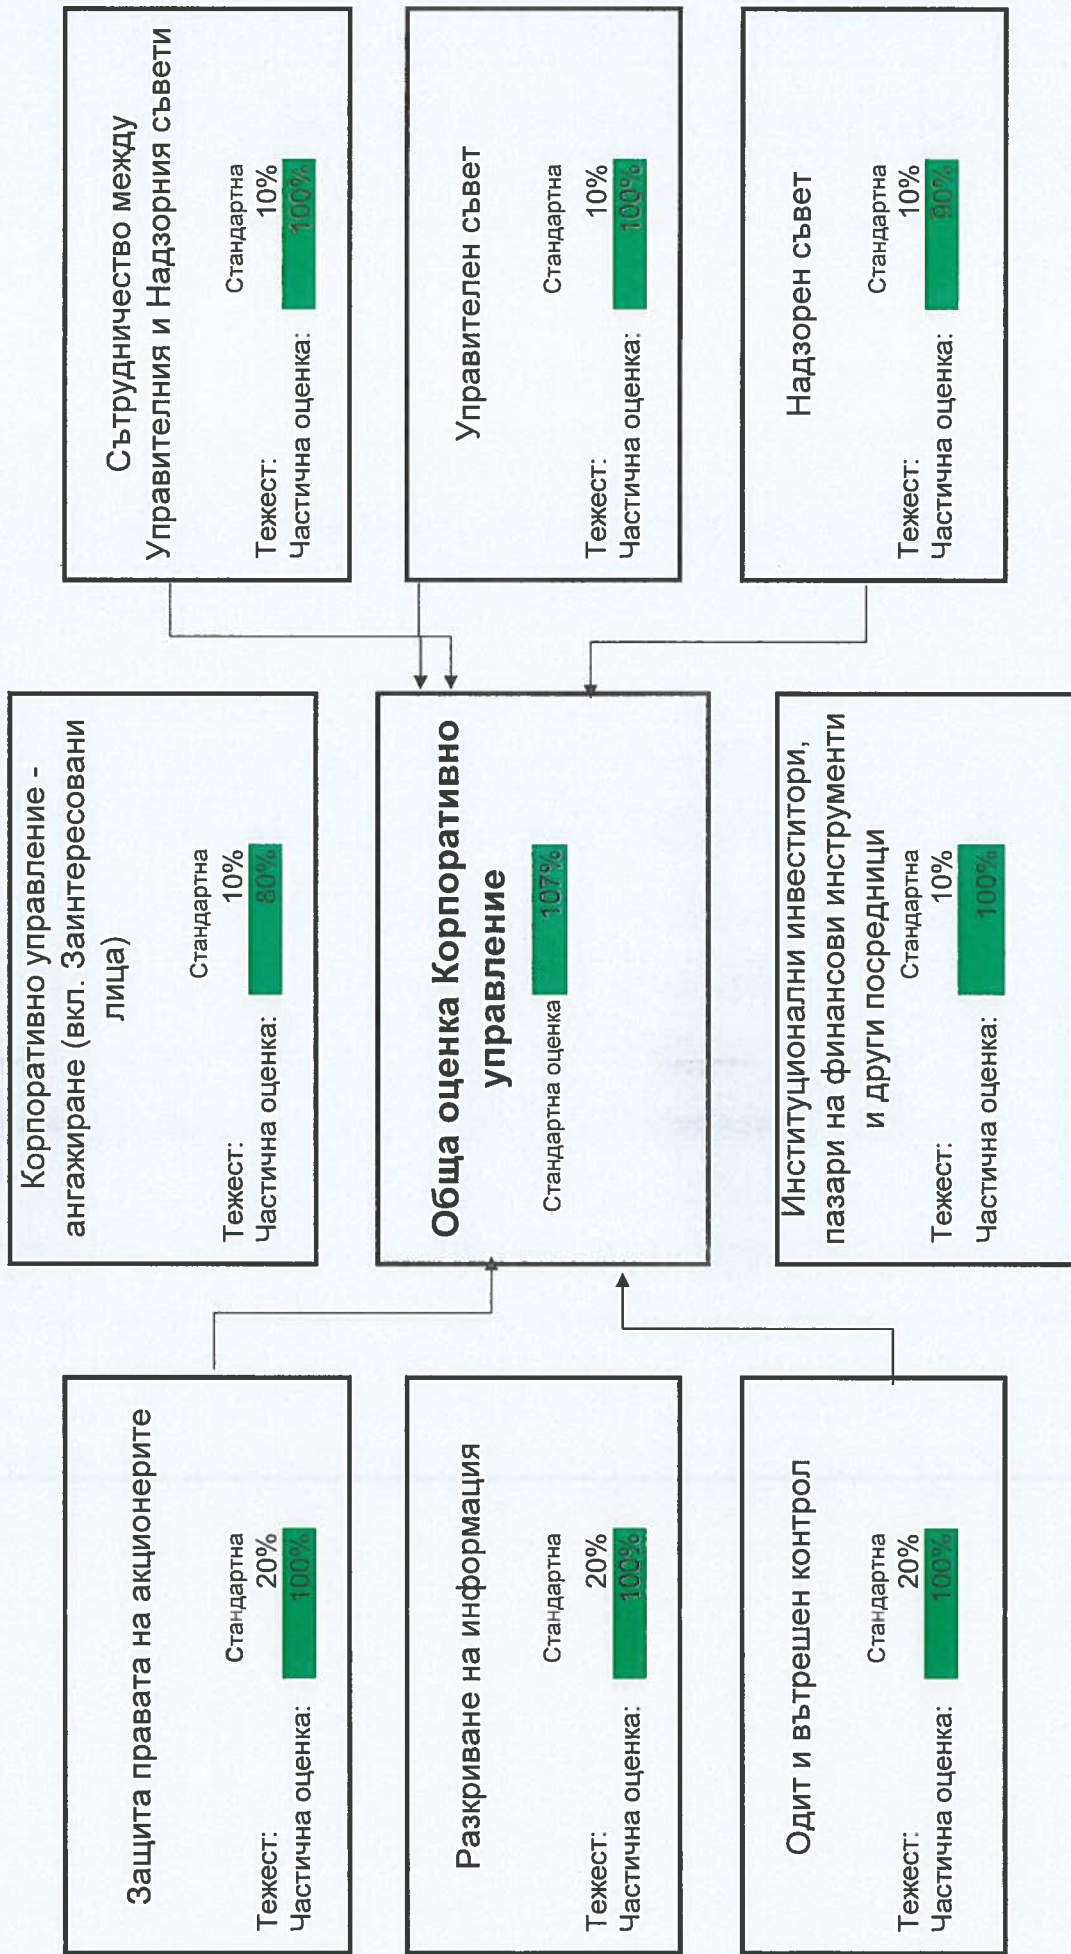 Защита правата на акционерите
Стандартна
Тежест: 20%
Частична оценка: 100%
Разкриване на информация
Стандартна
Тежест: 20%
Частична оценка: 100%
Одит и вътрешен контрол
Стандартна
Тежест: 20%
Частична оценка: 100%
Корпоративно управление -
ангажиране (вкл. Заинтересовани
лица)
Стандартна
Тежест: 10%
Частична оценка: 80%
Обща оценка Корпоративно
управление
Стандартна оценка 107%
Институционални инвеститори,
пазари на финансови инструменти
и други посредници
Стандартна
Тежест: 10%
Частична оценка: 100%
Сътрудничество между
Управителния и Надзорния съвети
Стандартна
Тежест: 10%
Частична оценка: 100%
Управителен съвет
Стандартна
Тежест: 10%
Частична оценка: 100%
Надзорен съвет
Стандартна
Тежест: 10%
Частична оценка: 90%